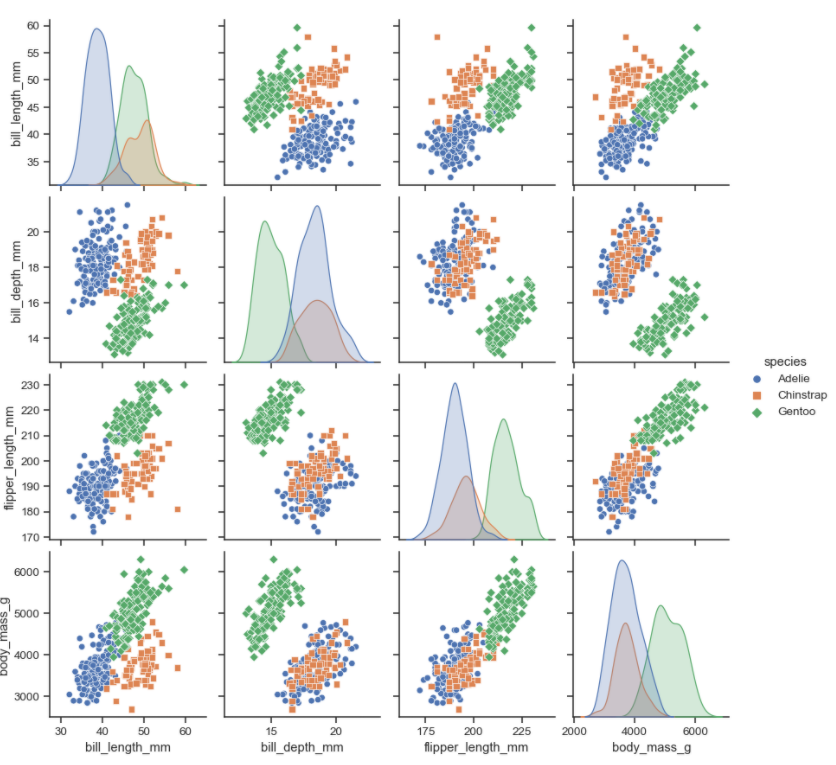 60
55
50
45
40
35
bill_length_mm
20
18
16
14
bill_depth_mm
species
Adelie
Chinstrap
Gentoo
230
220
210
200
190
180
170
flipper_length_mm
6000
5000
4000
3000
body_mass_g
30 40 50 60
15 20
175 200 225
2000 4000 6000
bill_length_mm
bill_depth_mm
flipper_length_mm
body_mass_g